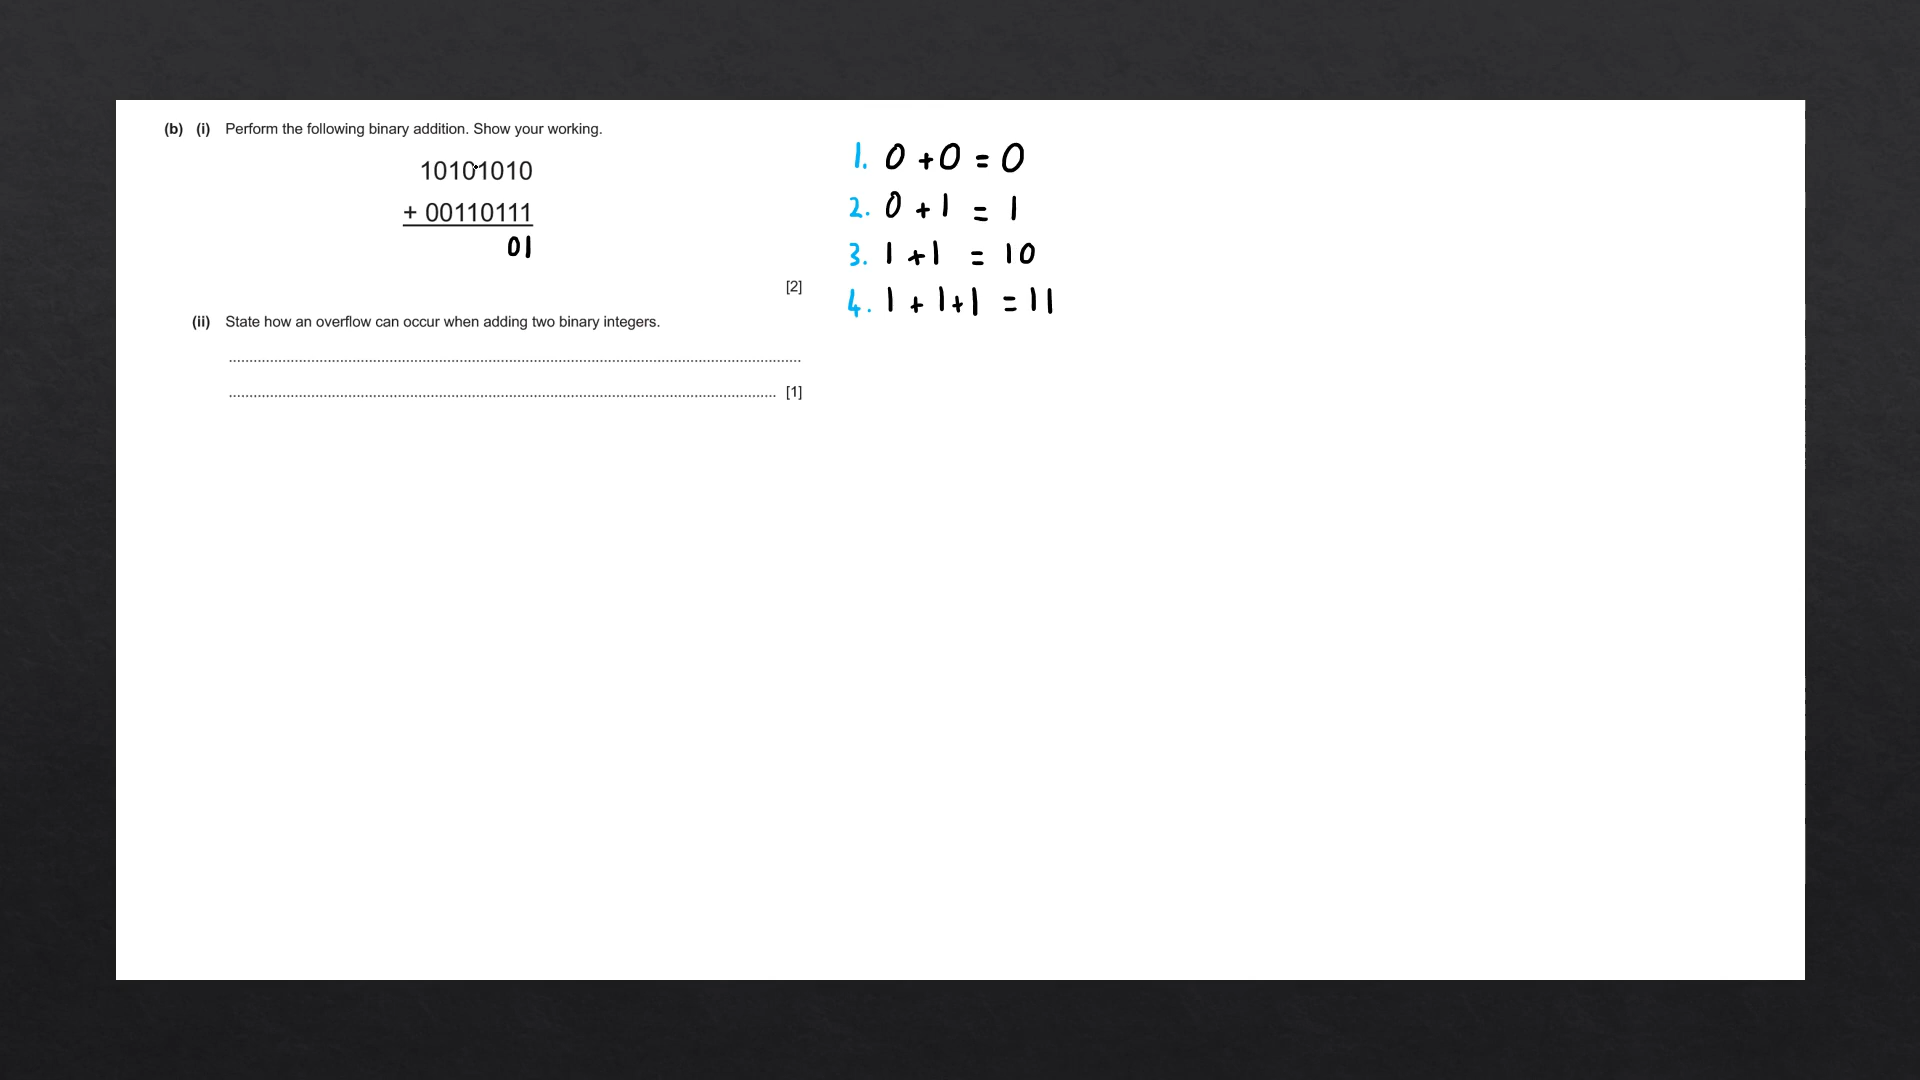 (b) (i) Perform the following binary addition. Show your working.
10101010
+ 00110111
01
[2]
(ii) State how an overflow can occur when adding two binary integers.
[1]
1. 0 + 0 = 0
2. 0 + 1 = 1
3. 1 + 1 = 10
4. 1 + 1 + 1 = 11